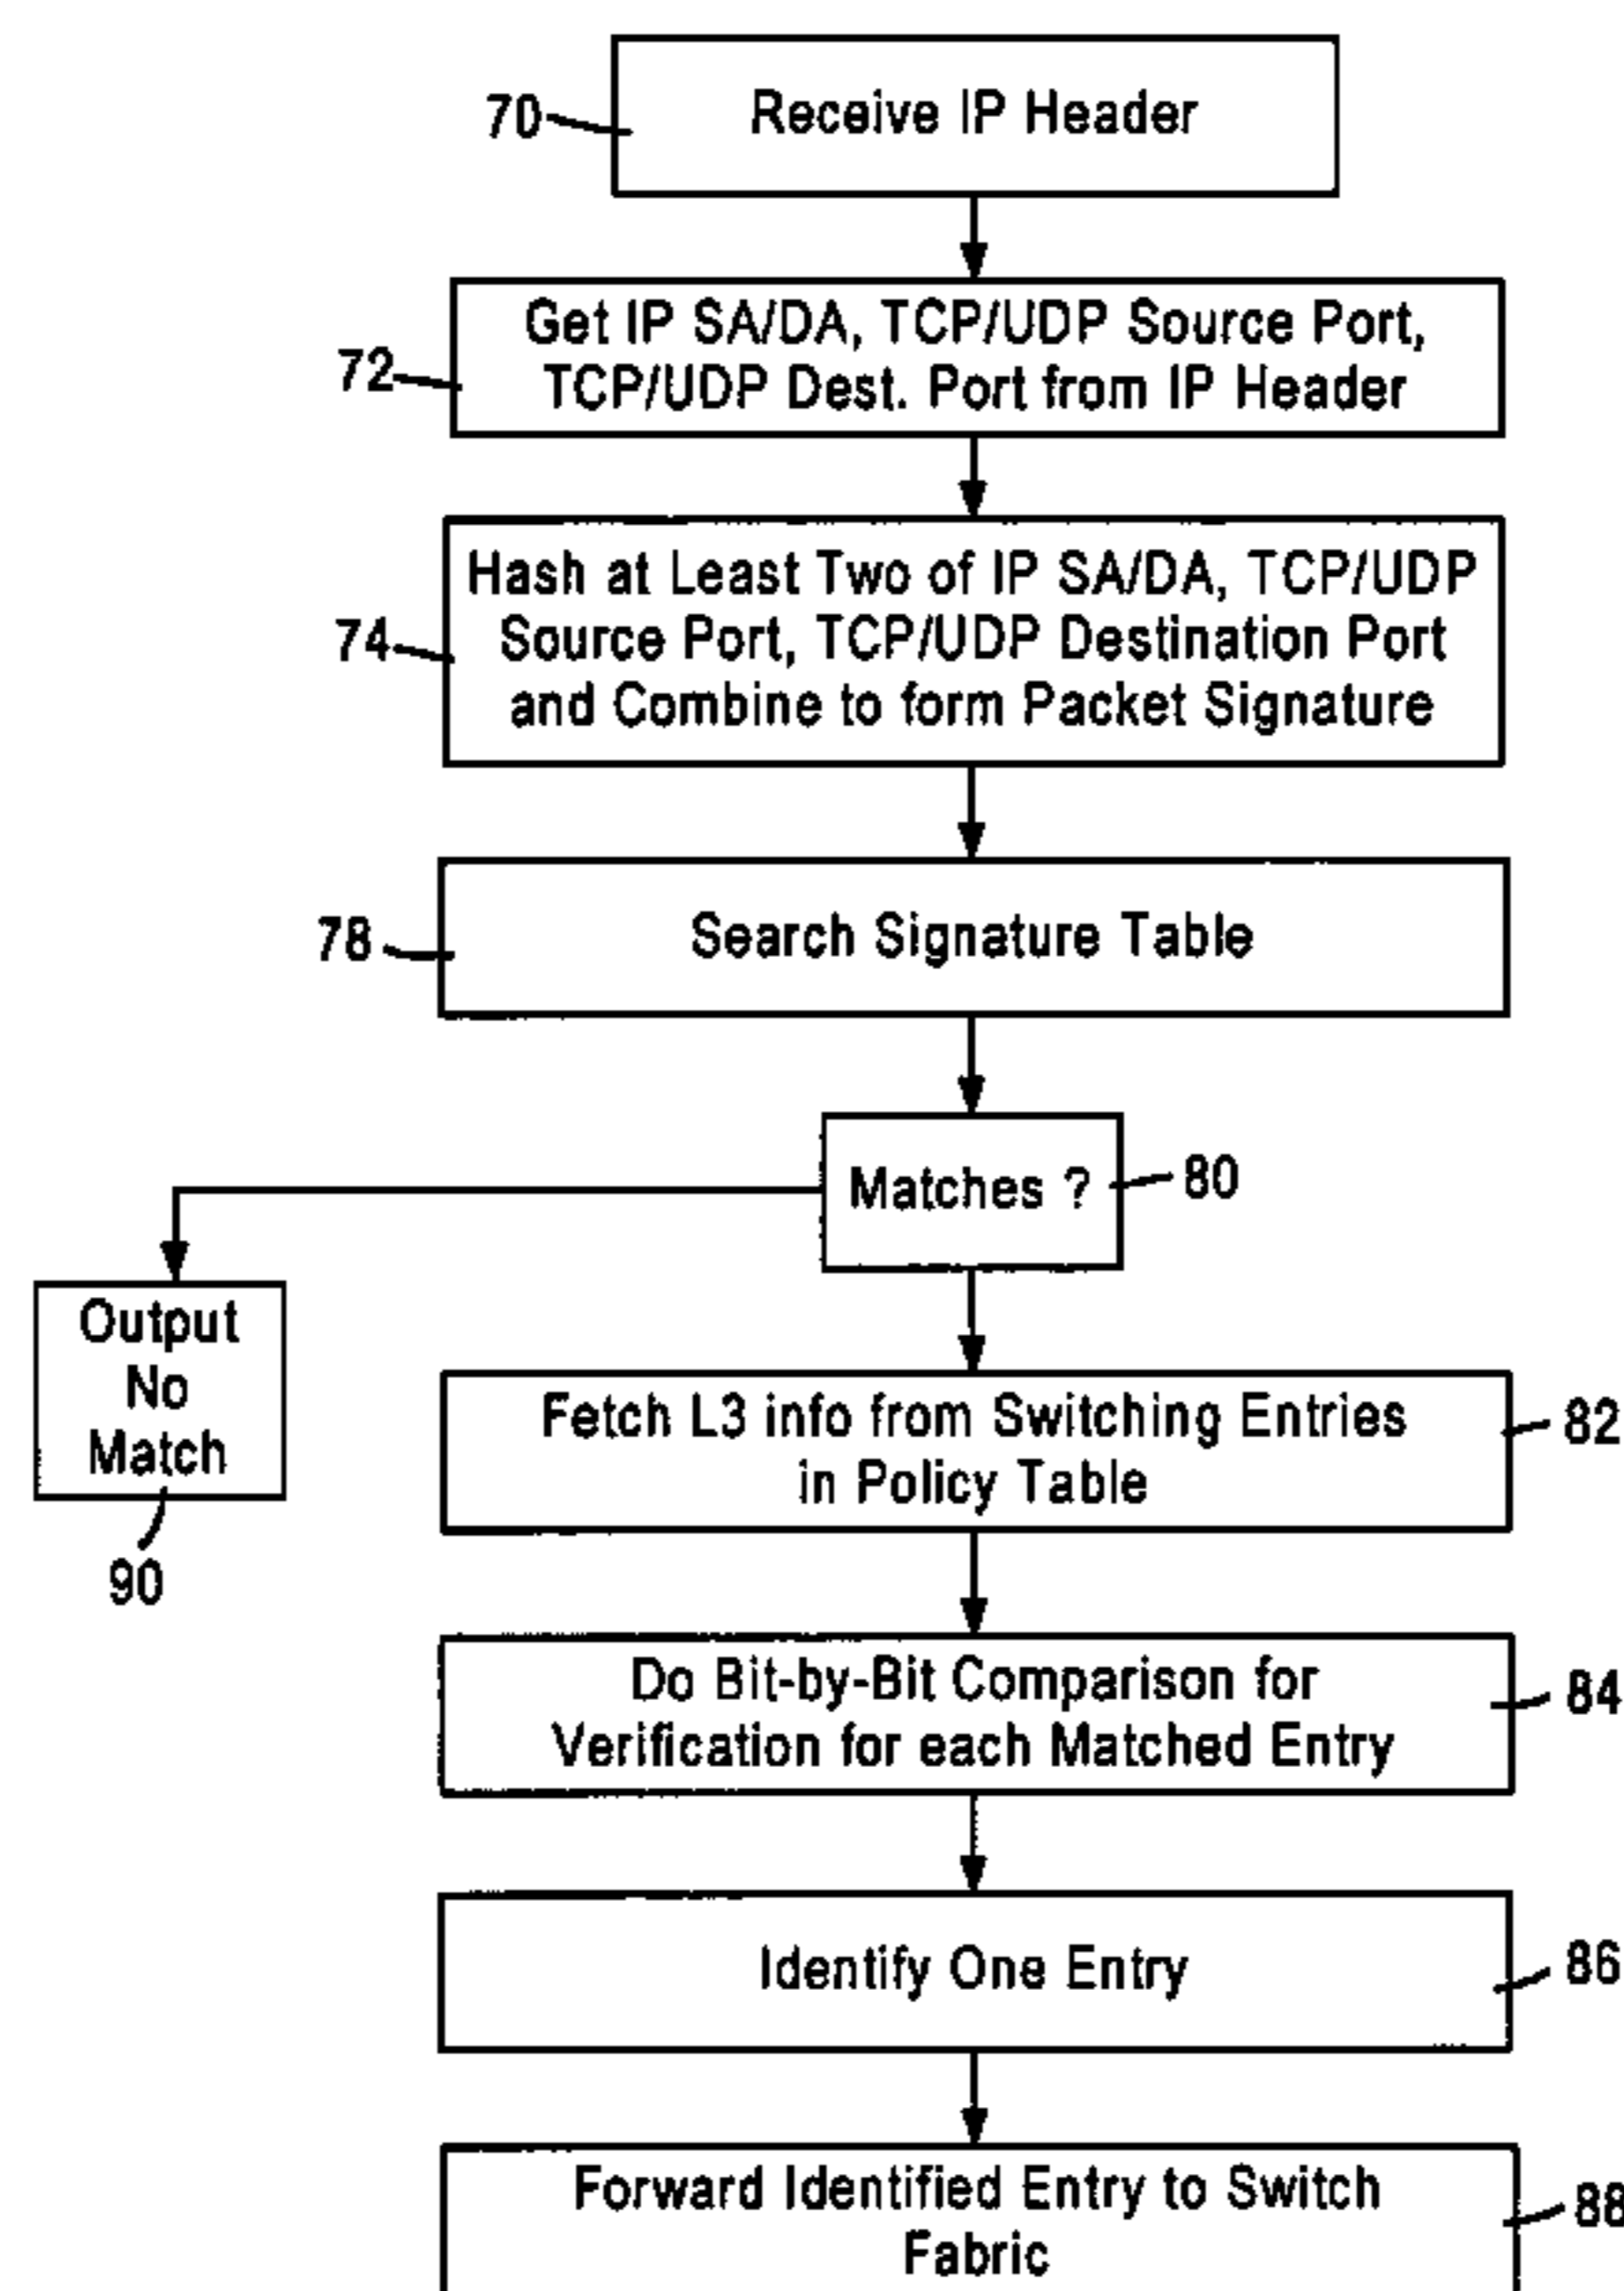 70
Receive IP Header
72
Get IP SA/DA, TCP/UDP Source Port,
TCP/UDP Dest. Port from IP Header
74
Hash at Least Two of IP SA/DA, TCP/UDP
Source Port, TCP/UDP Destination Port
and Combine to form Packet Signature
78
Search Signature Table
Matches ?
80
Output
No
Match
90
Fetch L3 info from Switching Entries
in Policy Table
82
Do Bit-by-Bit Comparison for
Verification for each Matched Entry
84
Identify One Entry
86
Forward Identified Entry to Switch
Fabric
88